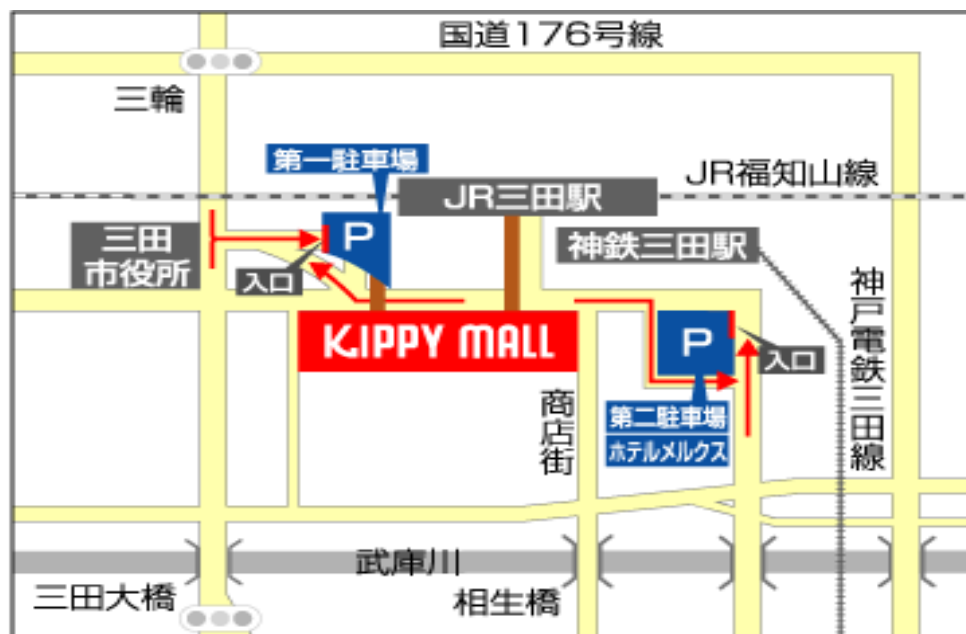 国道176号線
三輪
第一駐車場
JR福知山線
JR三田駅
P
三田
市役所
神鉄三田駅
入口
神戸電鉄三田線
KIPPY MALL
P
入口
商店街
第二駐車場
ホテルメルクス
武庫川
三田大橋
相生橋